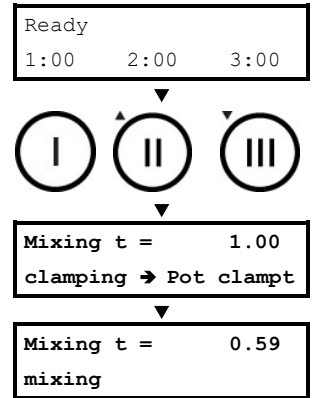 Ready
1:00 2:00 3:00
I II III
Mixing t = 1.00
clamping ➔ Pot clampt
Mixing t = 0.59
mixing